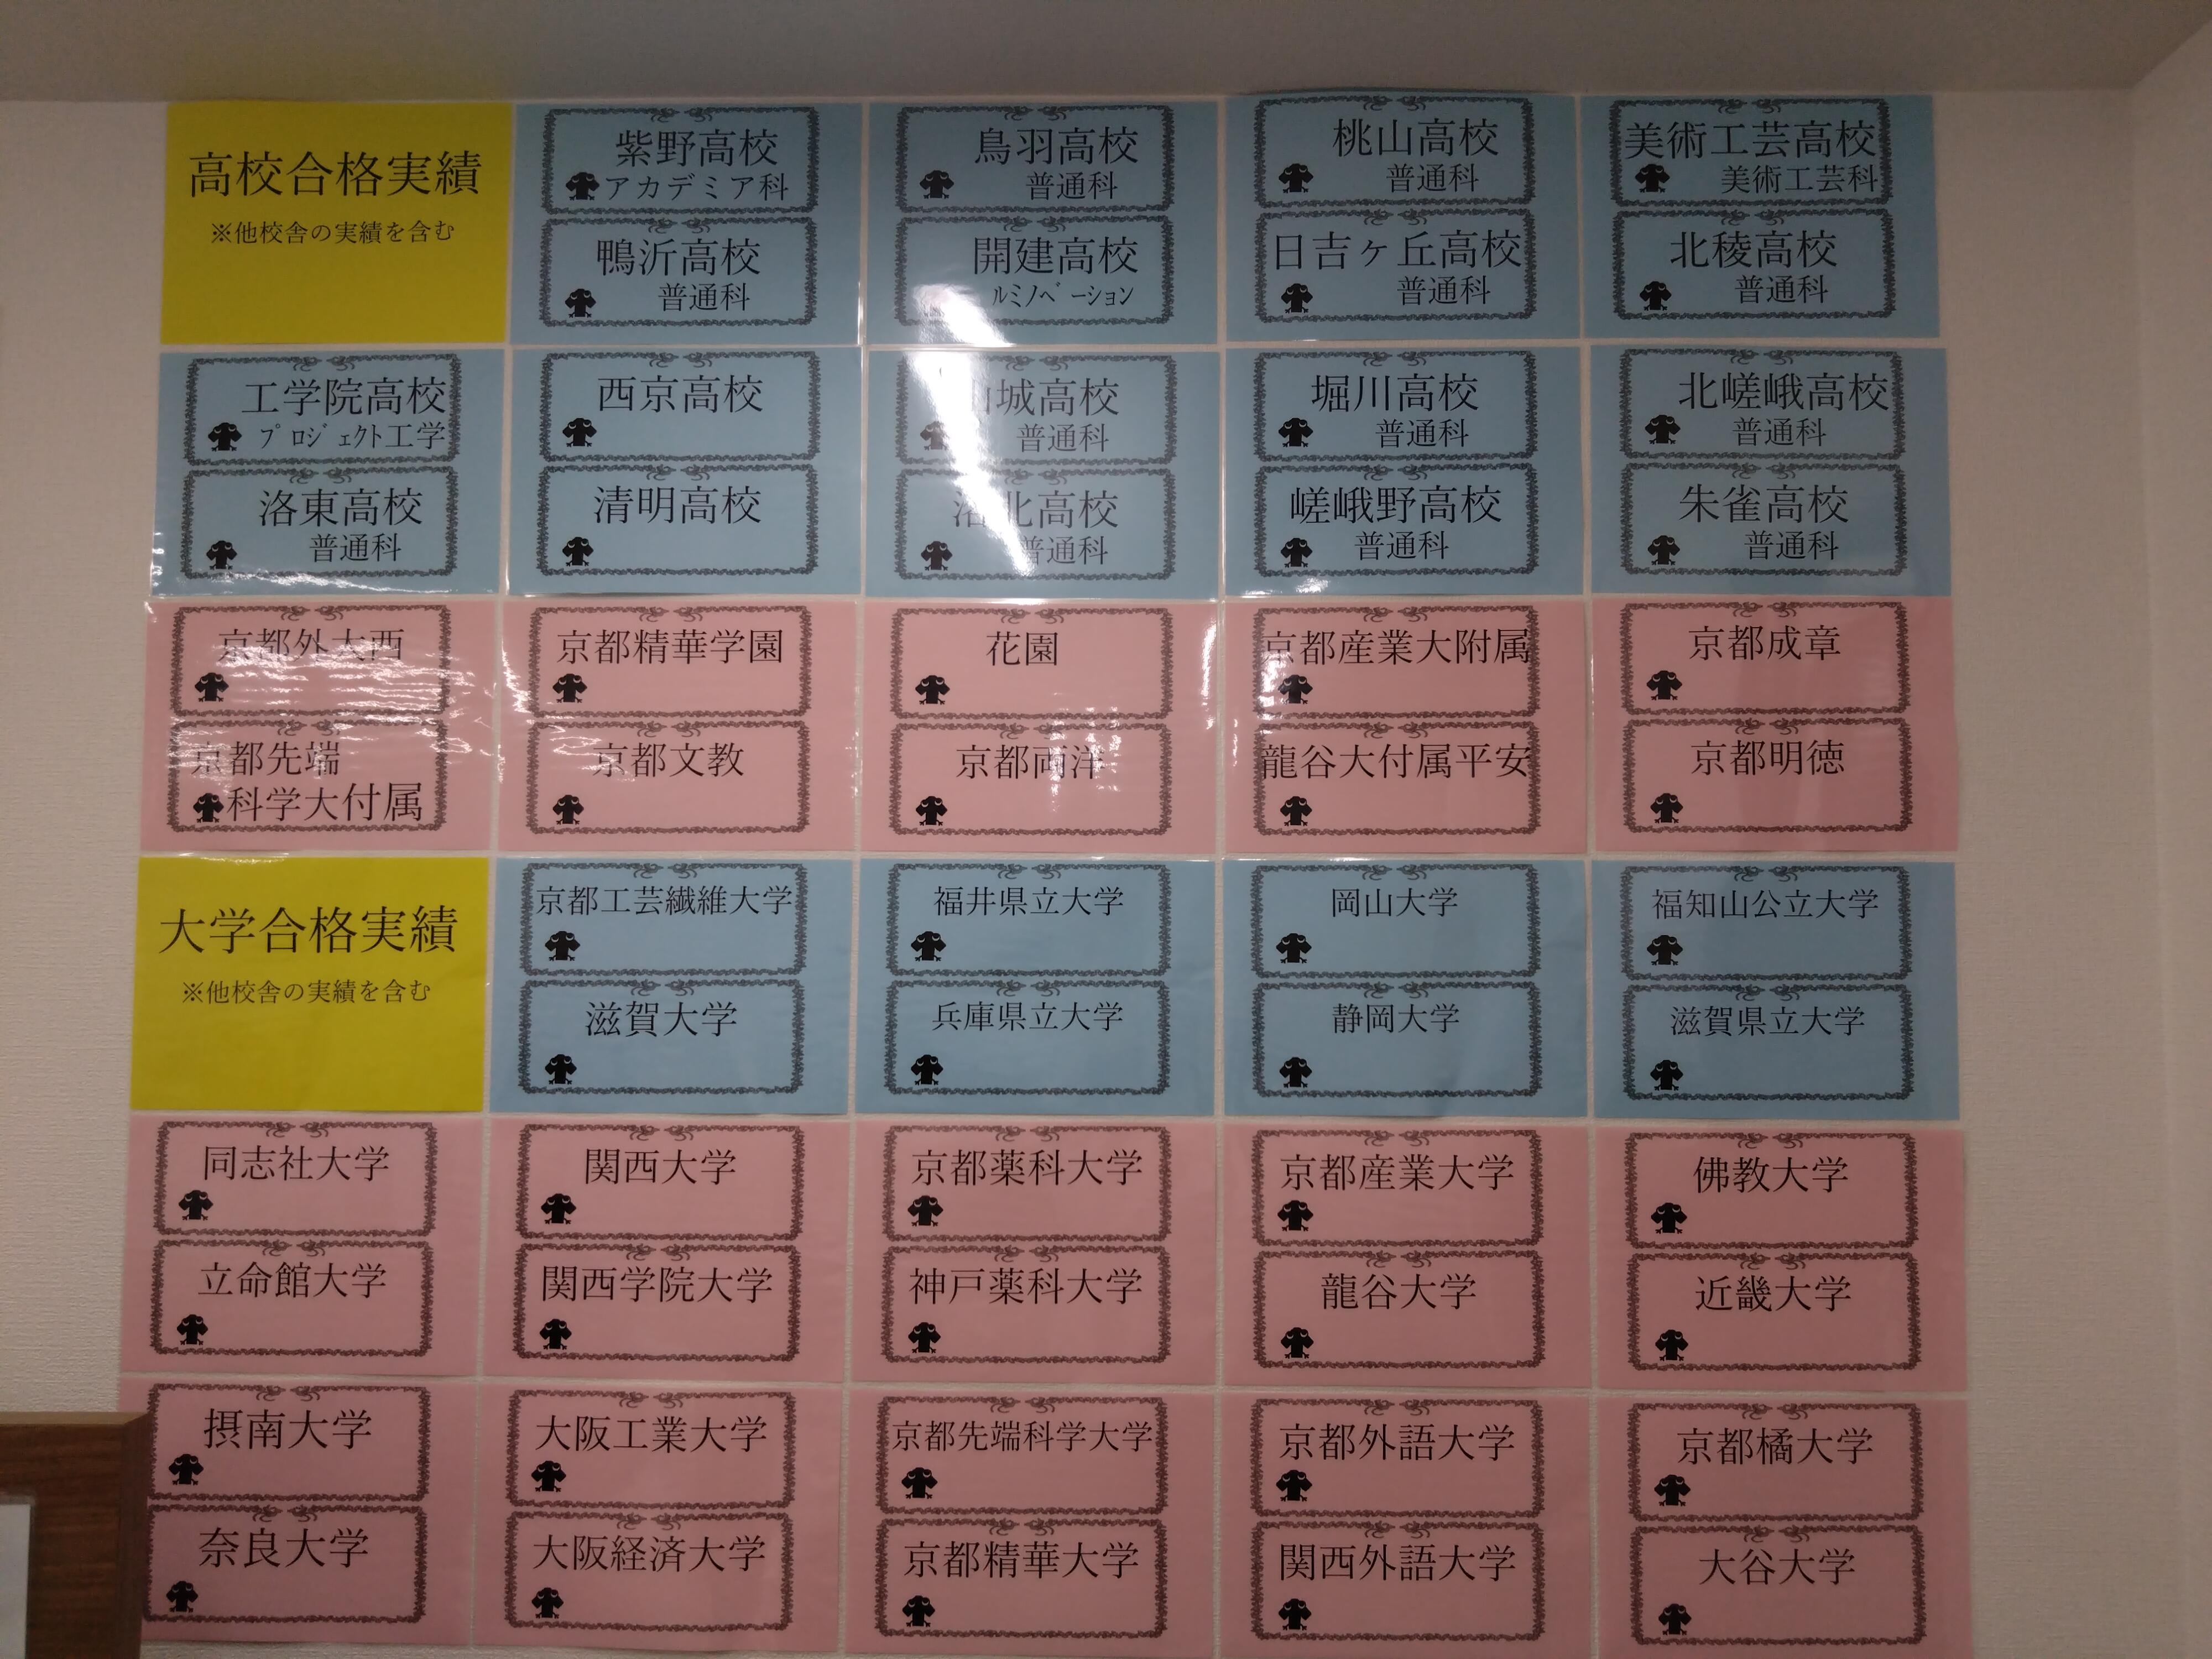 高校合格実績
※他校舎の実績を含む
紫野高校
アカデミア科
鴨沂高校
普通科
鳥羽高校
普通科
開建高校
ルミノベーション
桃山高校
普通科
日吉ヶ丘高校
普通科
美術工芸高校
美術工芸科
北稜高校
普通科
工学院高校
プロジェクト工学
洛東高校
普通科
西京高校
清明高校
城高校
普通科
北高校
普通科
堀川高校
普通科
嵯峨野高校
普通科
北嵯峨高校
普通科
朱雀高校
普通科
京都外大西
京都先端
科学大付属
京都精華学園
京都文教
花園
京都両洋
京都産業大附属
龍谷大付属平安
京都成章
京都明徳
大学合格実績
※他校舎の実績を含む
京都工芸繊維大学
滋賀大学
福井県立大学
兵庫県立大学
岡山大学
静岡大学
福知山公立大学
滋賀県立大学
同志社大学
立命館大学
関西大学
関西学院大学
京都薬科大学
神戸薬科大学
京都産業大学
龍谷大学
佛教大学
近畿大学
摂南大学
奈良大学
大阪工業大学
大阪経済大学
京都先端科学大学
京都精華大学
京都外語大学
関西外語大学
京都橘大学
大谷大学